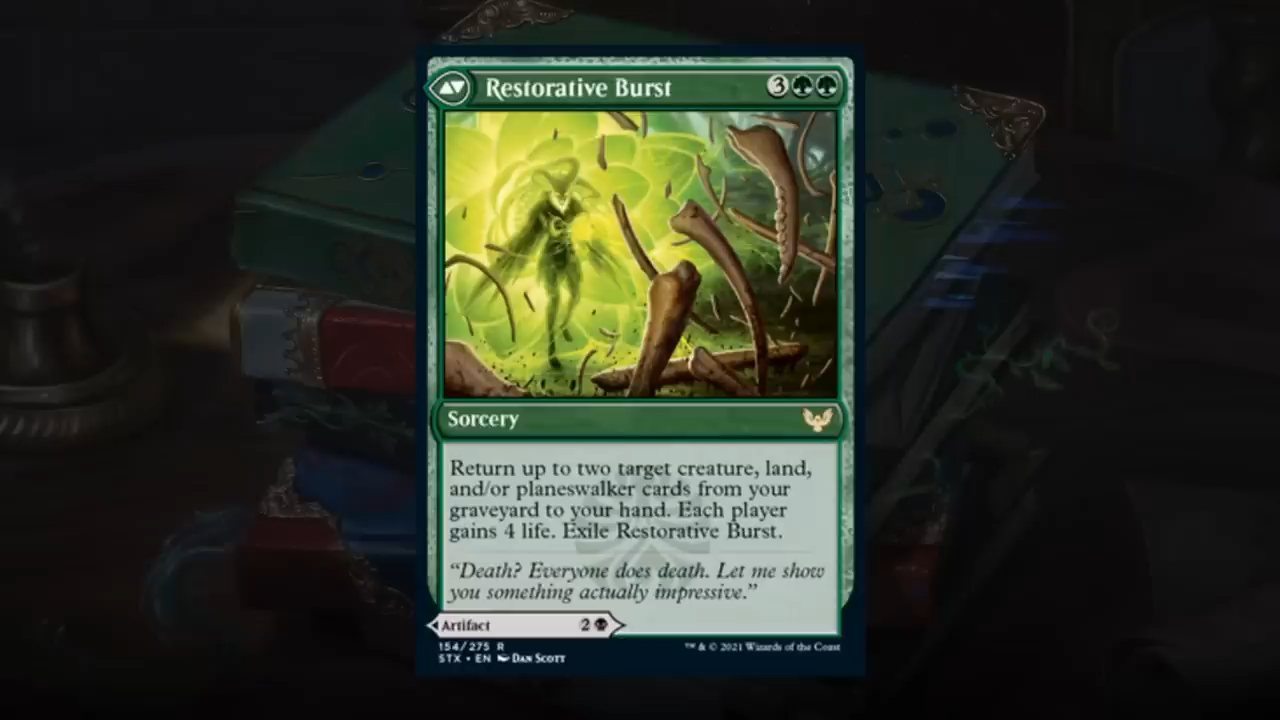 Restorative Burst 3
Sorcery
Return up to two target creature, land,
and/or planeswalker cards from your
graveyard to your hand. Each player
gains 4 life. Exile Restorative Burst.
“Death? Everyone does death. Let me show
you something actually impressive.”
Artifact 2
154/275 R
STX • EN Dan Scott
™ & © 2021 Wizards of the Coast